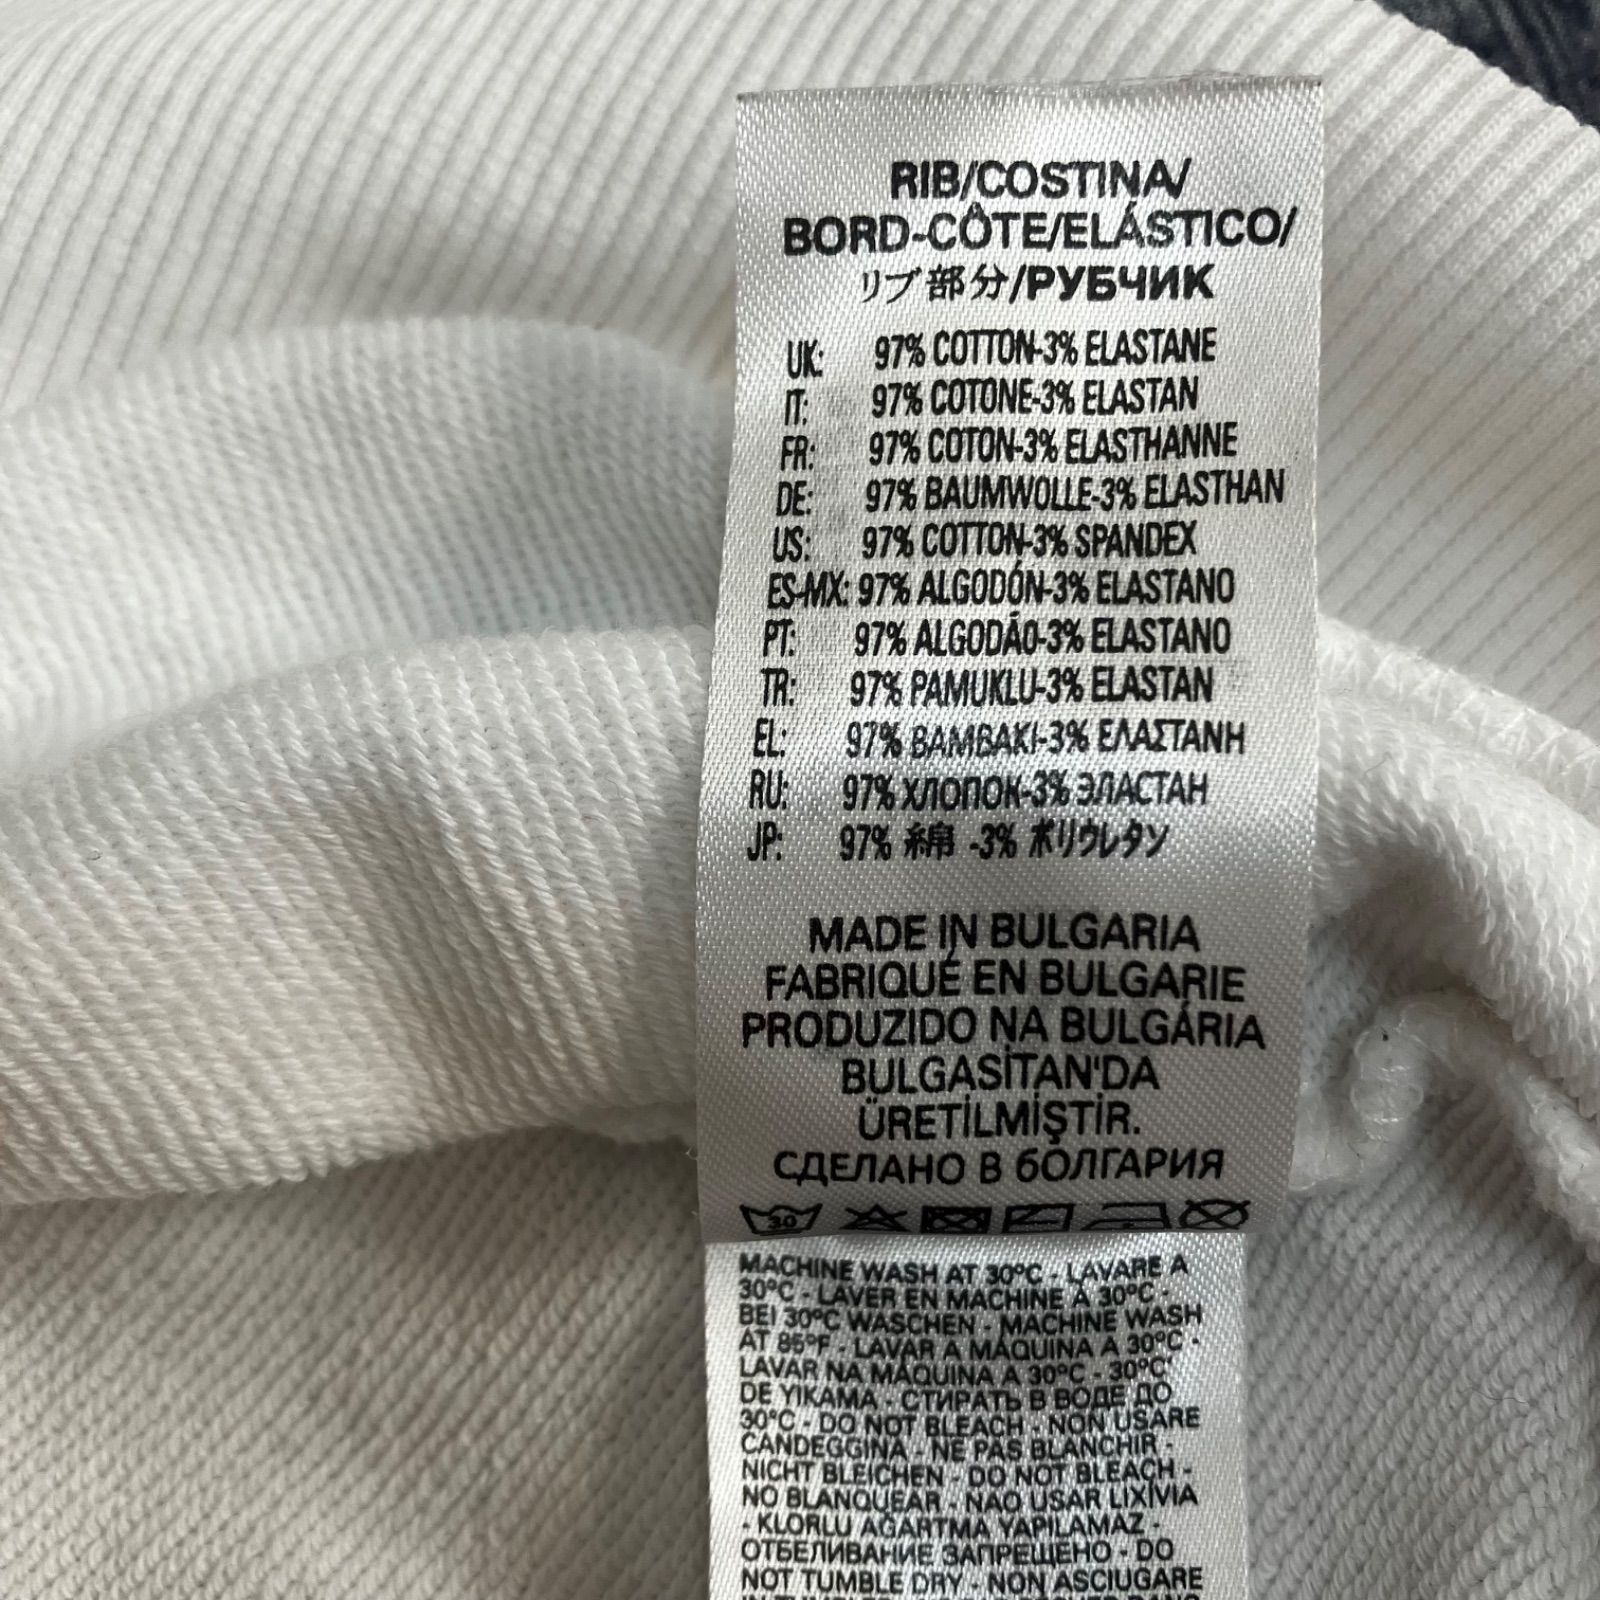 RIB/COSTINA/
BORD-CÔTE/ELÁSTICO/
リブ部分/РУБЧИК
UK: 97% COTTON-3% ELASTANE
IT: 97% COTONE-3% ELASTAN
FR: 97% COTON-3% ELASTHANNE
DE: 97% BAUMWOLLE-3% ELASTHAN
US: 97% COTTON-3% SPANDEX
ES-MX: 97% ALGODÓN-3% ELASTANO
PT: 97% ALGODÃO-3% ELASTANO
TR: 97% PAMUKLU-3% ELASTAN
EL: 97% ΒΑΜΒΑΚΙ-3% ΕΛΑΣΤΑΝΗ
RU: 97% ХЛОПОК-3% ЭЛАСТАН
JP: 97% 綿 -3% ポリウレタン
MADE IN BULGARIA
FABRIQUÉ EN BULGARIE
PRODUZIDO NA BULGÁRIA
BULGASİTAN'DA
ÜRETİLMİŞTİR.
СДЕЛАНО В БОЛГАРИЯ
30
MACHINE WASH AT 30°C - LAVARE A
30°C - LAVER EN MACHINE À 30°C -
BEI 30°C WASCHEN - MACHINE WASH
AT 85°F - LAVAR A MÁQUINA A 30°C -
LAVAR NA MÁQUINA A 30°C - 30°C'
DE YIKAMA - СТИРАТЬ В ВОДЕ ДО
30°C - DO NOT BLEACH - NON USARE
CANDEGGINA - NE PAS BLANCHIR -
NICHT BLEICHEN - DO NOT BLEACH -
NO BLANQUEAR - NAO USAR LIXÍVIA
- KLORLU AĞARTMA YAPILAMAZ -
ОТБЕЛИВАНИЕ ЗАПРЕЩЕНО - DO
NOT TUMBLE DRY - NON ASCIUGARE